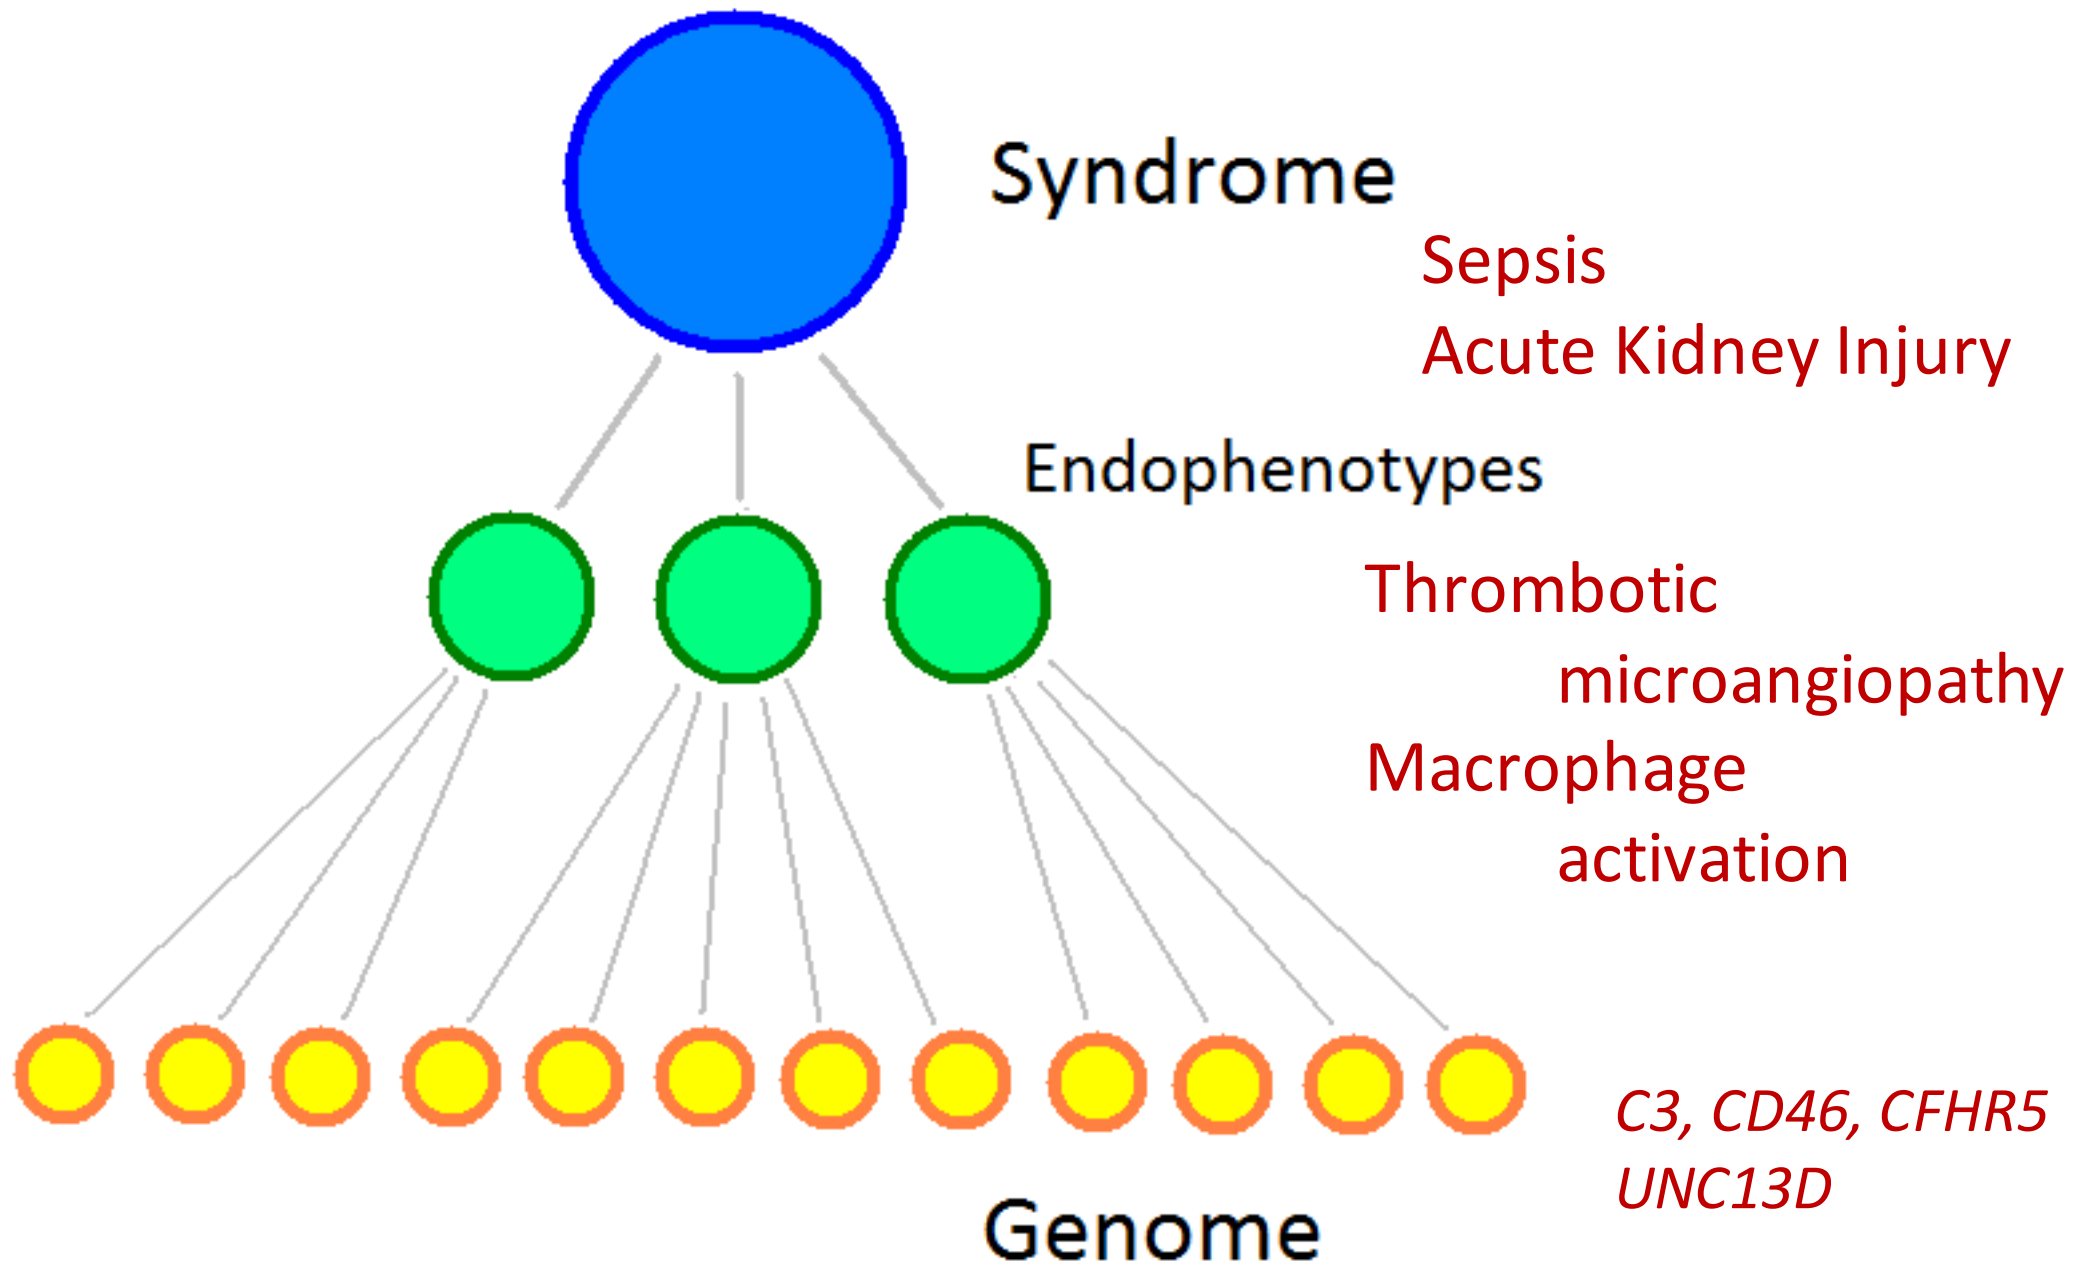 Syndrome
Sepsis
Acute Kidney Injury
Endophenotypes
Thrombotic
microangiopathy
Macrophage
activation
C3, CD46, CFHR5
UNC13D
Genome